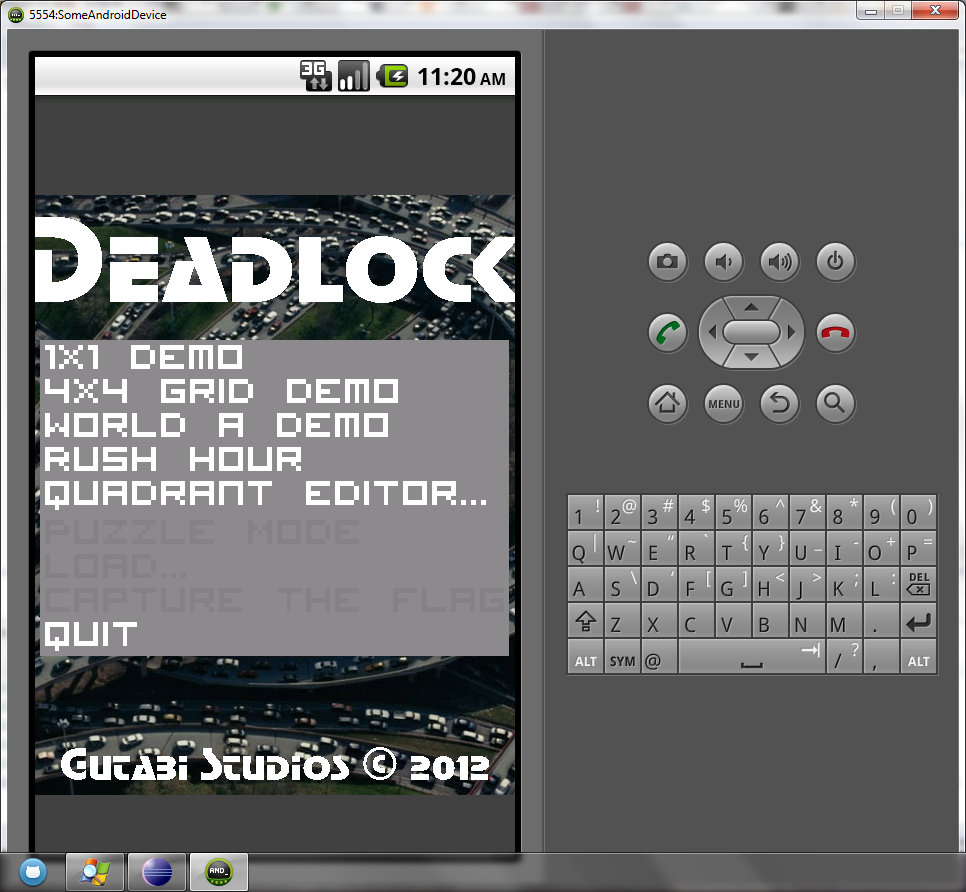 5554:SomeAndroidDevice
3G 11:20 AM
DEADLOCK
1X1 DEMO
4X4 GRID DEMO
WORLD A DEMO
RUSH HOUR
QUADRANT EDITOR...
PUZZLE MODE
LOAD...
CAPTURE THE FLAG
QUIT
GUTABI STUDIOS © 2012
MENU
1 ! 2 @ 3 # 4 $ 5 % 6 ^ 7 & 8 * 9 ( 0 )
Q | W ~ E “ R ` T { Y } U _ I - O + P =
A S \ D ' F [ G ] H < J > K ; L : DEL
Z X C V B N M .
ALT SYM @ / ? , ALT
AND_